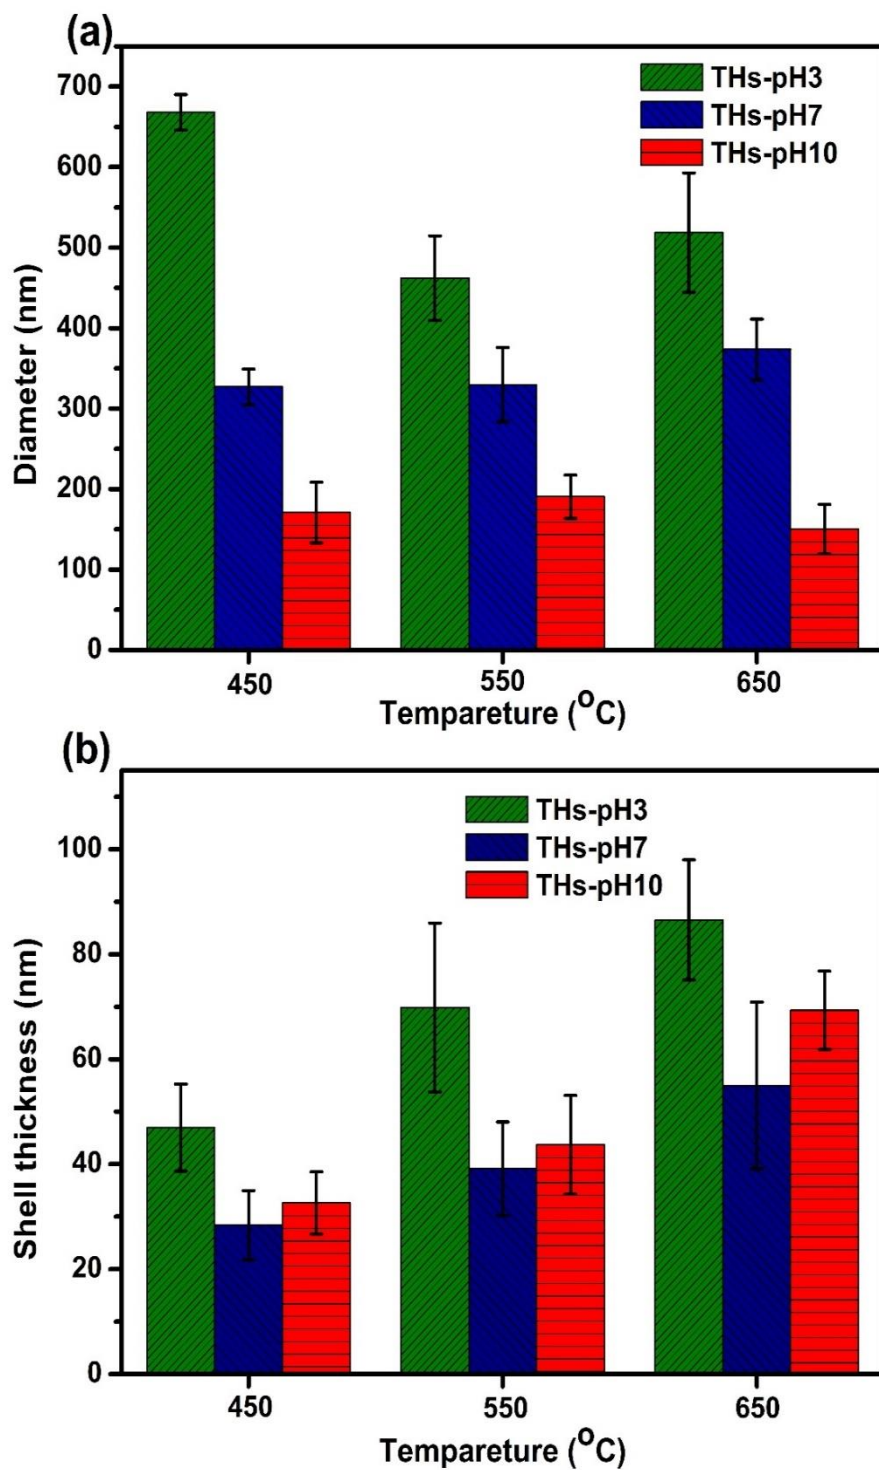 (a)
THs-pH3
THs-pH7
THs-pH10
Diameter (nm)
700
600
500
400
300
200
100
0
450 550 650
Tempareture (°C)
(b)
THs-pH3
THs-pH7
THs-pH10
Shell thickness (nm)
100
80
60
40
20
0
450 550 650
Tempareture (°C)